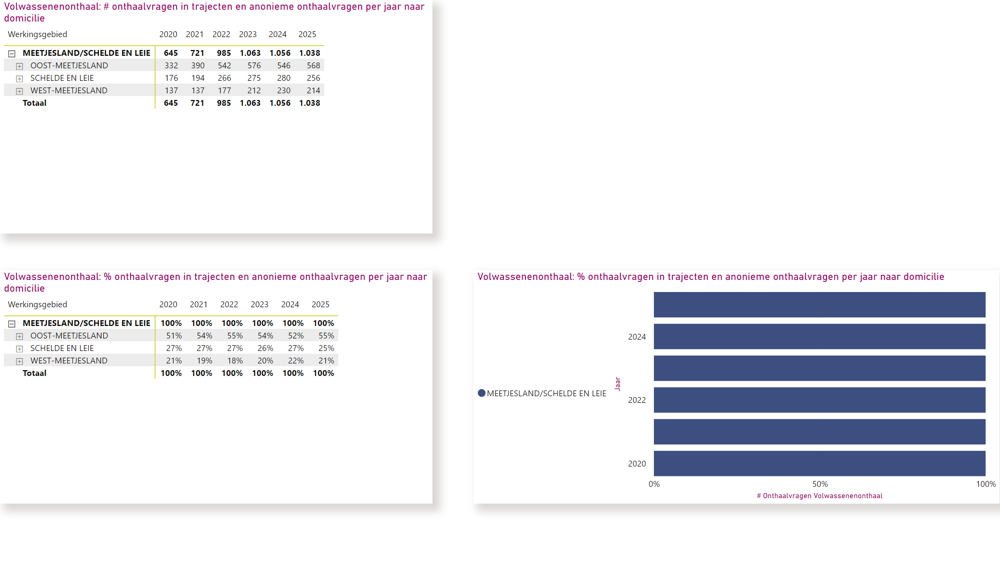 Volwassenenonthaal: # onthaalvragen in trajecten en anonieme onthaalvragen per jaar naar
domicilie
Werkingsgebied 2020 2021 2022 2023 2024 2025
MEETJESLAND/SCHELDE EN LEIE 645 721 985 1.063 1.056 1.038
OOST-MEETJESLAND 332 390 542 576 546 568
SCHELDE EN LEIE 176 194 266 275 280 256
WEST-MEETJESLAND 137 137 177 212 230 214
Totaal 645 721 985 1.063 1.056 1.038
Volwassenenonthaal: % onthaalvragen in trajecten en anonieme onthaalvragen per jaar naar
domicilie
Werkingsgebied 2020 2021 2022 2023 2024 2025
MEETJESLAND/SCHELDE EN LEIE 100% 100% 100% 100% 100% 100%
OOST-MEETJESLAND 51% 54% 55% 54% 52% 55%
SCHELDE EN LEIE 27% 27% 27% 26% 27% 25%
WEST-MEETJESLAND 21% 19% 18% 20% 22% 21%
Totaal 100% 100% 100% 100% 100% 100%
Volwassenenonthaal: % onthaalvragen in trajecten en anonieme onthaalvragen per jaar naar domicilie
MEETJESLAND/SCHELDE EN LEIE
Jaar
2024
2022
2020
0% 50% 100%
# Onthaalvragen Volwassenenonthaal